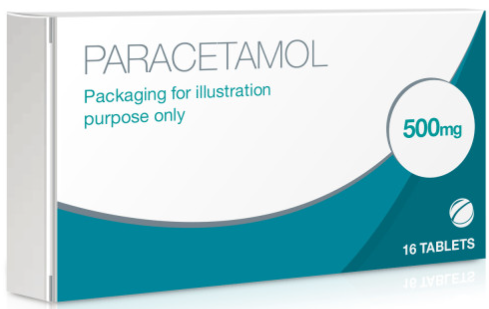 PARACETAMOL
Packaging for illustration
purpose only
500mg
16 TABLETS